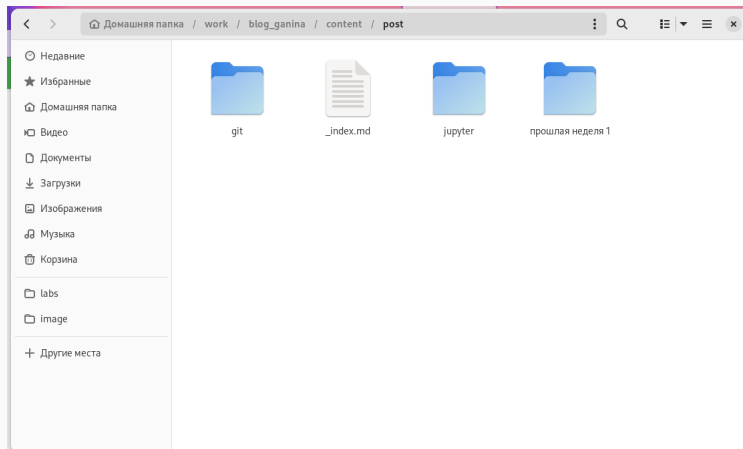 Домашняя папка / work / blog_ganina / content / post
Недавние
Избранные
Домашняя папка
Видео
Документы
Загрузки
Изображения
Музыка
Корзина
labs
image
Другие места
git
_index.md
jupyter
прошлая неделя 1